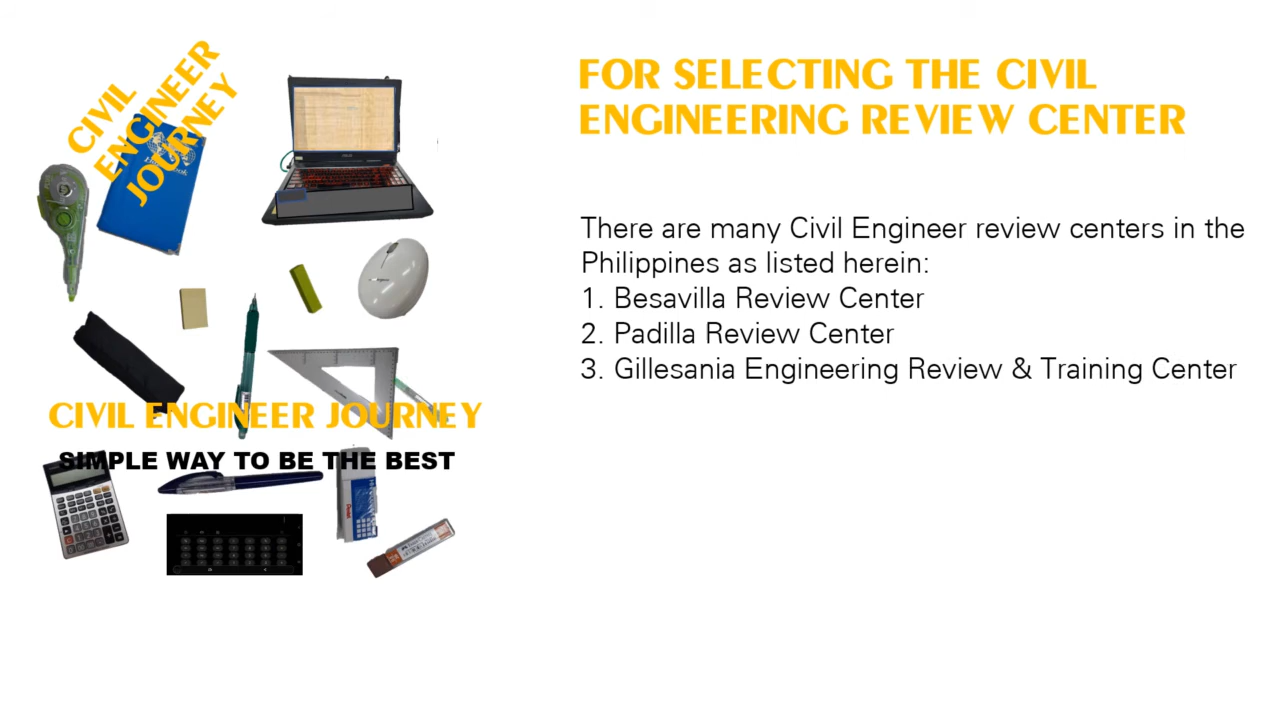 CIVIL
ENGINEER
JOURNEY
CIVIL ENGINEER JOURNEY
SIMPLE WAY TO BE THE BEST
FOR SELECTING THE CIVIL
ENGINEERING REVIEW CENTER
There are many Civil Engineer review centers in the
Philippines as listed herein:
1. Besavilla Review Center
2. Padilla Review Center
3. Gillesania Engineering Review & Training Center